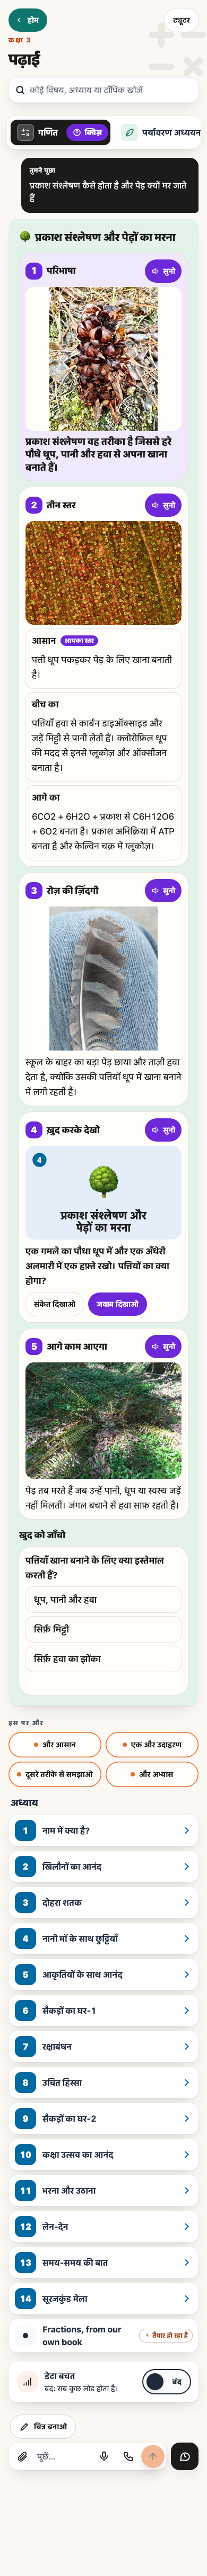 होम
ट्यूटर
कक्षा 3
पढ़ाई
कोई विषय, अध्याय या टॉपिक खोजें
गणित
क्विज़
पर्यावरण अध्ययन
तुमने पूछा
प्रकाश संश्लेषण कैसे होता है और पेड़ क्यों मर जाते
हैं
प्रकाश संश्लेषण और पेड़ों का मरना
1 परिभाषा
सुनो
प्रकाश संश्लेषण वह तरीका है जिससे हरे
पौधे धूप, पानी और हवा से अपना खाना
बनाते हैं।
2 तीन स्तर
सुनो
आसान आपका स्तर
पत्ती धूप पकड़कर पेड़ के लिए खाना बनाती
है।
बीच का
पत्तियाँ हवा से कार्बन डाइऑक्साइड और
जड़ें मिट्टी से पानी लेती हैं। क्लोरोफ़िल धूप
की मदद से इनसे ग्लूकोज़ और ऑक्सीजन
बनाता है।
आगे का
6CO2 + 6H2O + प्रकाश से C6H12O6
+ 6O2 बनता है। प्रकाश अभिक्रिया में ATP
बनता है और केल्विन चक्र में ग्लूकोज़।
3 रोज़ की ज़िंदगी
सुनो
स्कूल के बाहर का बड़ा पेड़ छाया और ताज़ी हवा
देता है, क्योंकि उसकी पत्तियाँ धूप में खाना बनाने
में लगी रहती हैं।
4 ख़ुद करके देखो
सुनो
4
प्रकाश संश्लेषण और
पेड़ों का मरना
एक गमले का पौधा धूप में और एक अँधेरी
अलमारी में एक हफ़्ते रखो। पत्तियों का क्या
होगा?
संकेत दिखाओ
जवाब दिखाओ
5 आगे काम आएगा
सुनो
पेड़ तब मरते हैं जब उन्हें पानी, धूप या स्वस्थ जड़ें
नहीं मिलतीं। जंगल बचाने से हवा साफ़ रहती है।
खुद को जाँचो
पत्तियाँ खाना बनाने के लिए क्या इस्तेमाल
करती हैं?
धूप, पानी और हवा
सिर्फ़ मिट्टी
सिर्फ़ हवा का झोंका
इस पर और
और आसान
एक और उदाहरण
दूसरे तरीके से समझाओ
और अभ्यास
अध्याय
1 नाम में क्या है?
2 खिलौनों का आनंद
3 दोहरा शतक
4 नानी माँ के साथ छुट्टियाँ
5 आकृतियों के साथ आनंद
6 सैकड़ों का घर-1
7 रक्षाबंधन
8 उचित हिस्सा
9 सैकड़ों का घर-2
10 कक्षा उत्सव का आनंद
11 भरना और उठाना
12 लेन-देन
13 समय-समय की बात
14 सूरजकुंड मेला
Fractions, from our
own book
तैयार हो रहा है
डेटा बचत
बंद: सब कुछ लोड होता है।
बंद
चित्र बनाओ
पूछें...